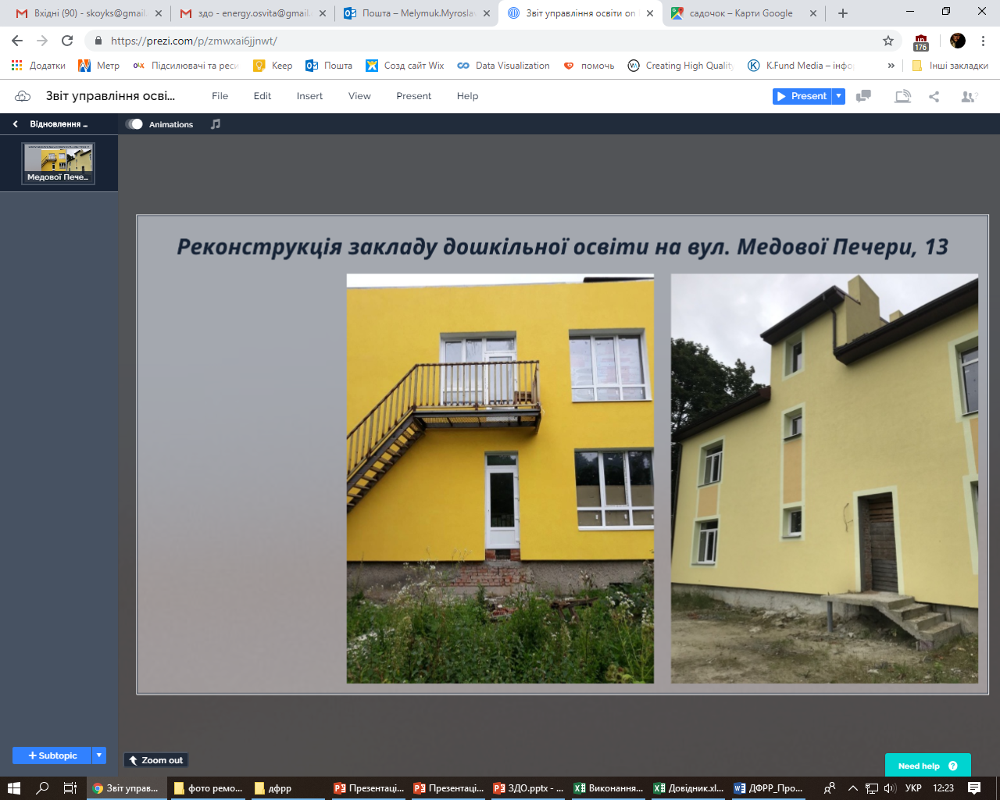 Вхідні (90) - skoyks@gmail.
здо - energy.osvita@gmail.
Пошта – Melymuk.Myrosla
Звіт управління освіти on
садочок – Карти Google
https://prezi.com/p/zmwxai6jjnwt/
176
Додатки
Метр
Підсилювачі та реси
Keep
Пошта
Созд сайт Wix
Data Visualization
помочь
Creating High Quality
K.Fund Media – інфо
»
Інші закладки
Звіт управління осві...
File
Edit
Insert
View
Present
Help
Present
Відновлення ...
Animations
Медової Пече...
Реконструкція закладу дошкільної освіти на вул. Медової Печери, 13
+ Subtopic
Zoom out
Need help ?
Звіт управ...
фото ремо...
дфрр
Презентаці...
Презентаці...
ЗДО.pptx - ...
Виконання...
Довідник.xl...
ДФРР_Про...
УКР
12:23